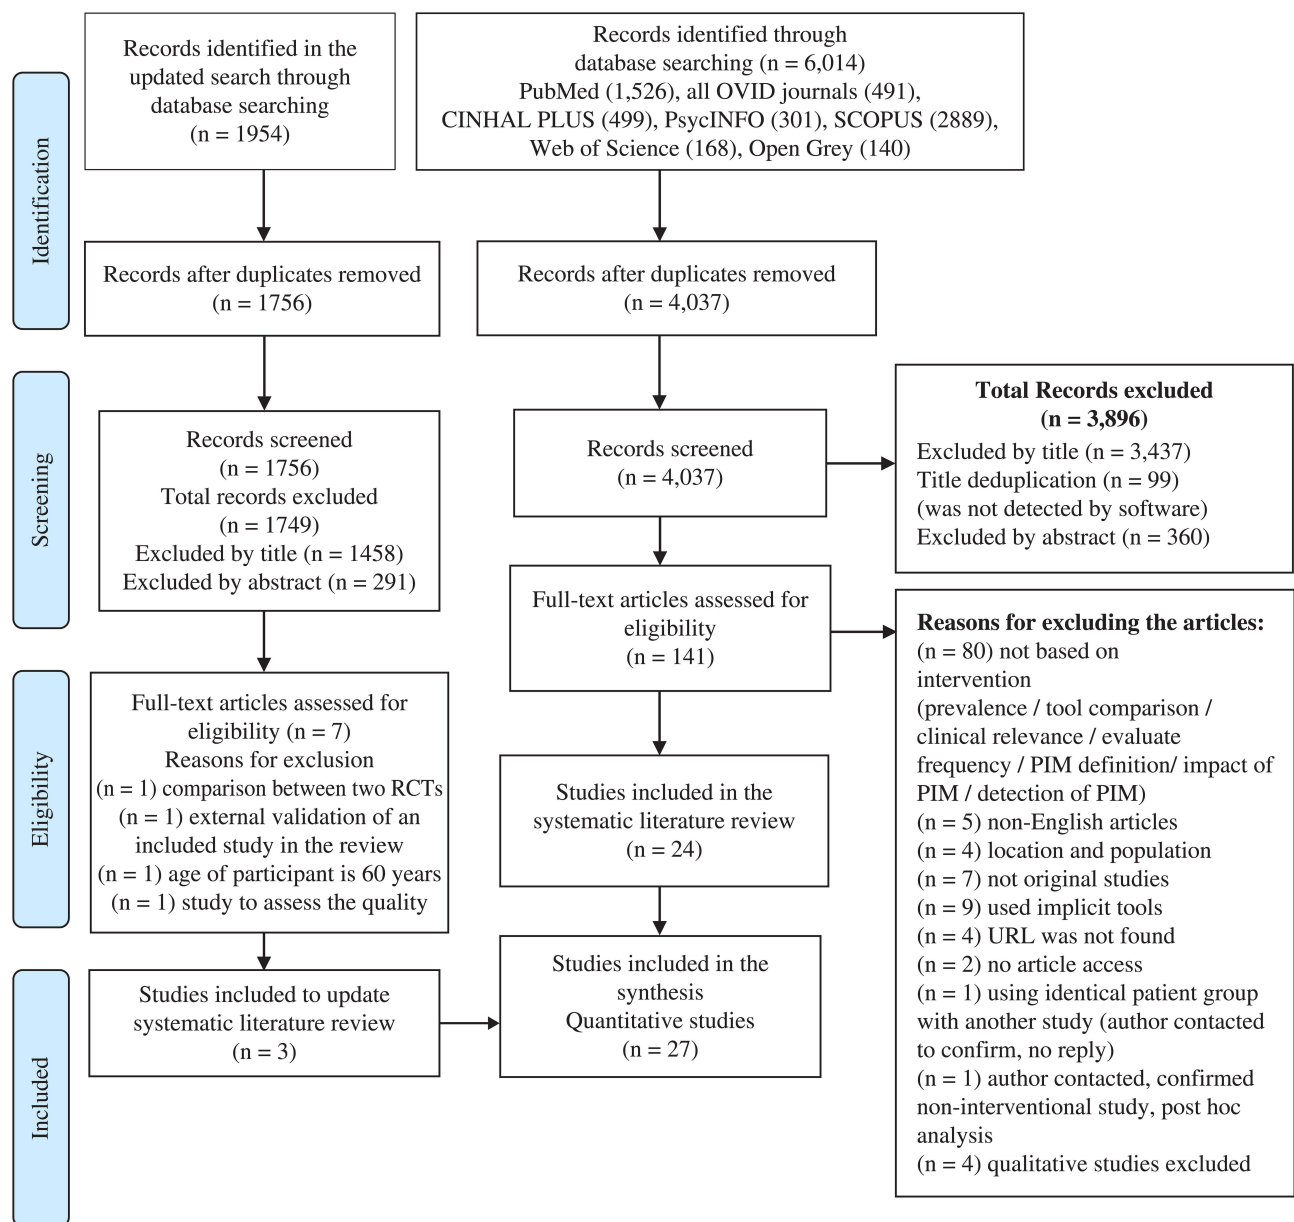 Identification
Records identified in the
updated search through
database searching
(n = 1954)
Records identified through
database searching (n = 6,014)
PubMed (1,526), all OVID journals (491),
CINHAL PLUS (499), PsycINFO (301), SCOPUS (2889),
Web of Science (168), Open Grey (140)
Records after duplicates removed
(n = 1756)
Records after duplicates removed
(n = 4,037)
Screening
Records screened
(n = 1756)
Total records excluded
(n = 1749)
Excluded by title (n = 1458)
Excluded by abstract (n = 291)
Records screened
(n = 4,037)
Total Records excluded
(n = 3,896)
Excluded by title (n = 3,437)
Title deduplication (n = 99)
(was not detected by software)
Excluded by abstract (n = 360)
Full-text articles assessed for
eligibility
(n = 141)
Reasons for excluding the articles:
(n = 80) not based on
intervention
(prevalence / tool comparison /
clinical relevance / evaluate
frequency / PIM definition/ impact of
PIM / detection of PIM)
(n = 5) non-English articles
(n = 4) location and population
(n = 7) not original studies
(n = 9) used implicit tools
(n = 4) URL was not found
(n = 2) no article access
(n = 1) using identical patient group
with another study (author contacted
to confirm, no reply)
(n = 1) author contacted, confirmed
non-interventional study, post hoc
analysis
(n = 4) qualitative studies excluded
Eligibility
Full-text articles assessed for
eligibility (n = 7)
Reasons for exclusion
(n = 1) comparison between two RCTs
(n = 1) external validation of an
included study in the review
(n = 1) age of participant is 60 years
(n = 1) study to assess the quality
Studies included in the
systematic literature review
(n = 24)
Included
Studies included to update
systematic literature review
(n = 3)
Studies included in the
synthesis
Quantitative studies
(n = 27)